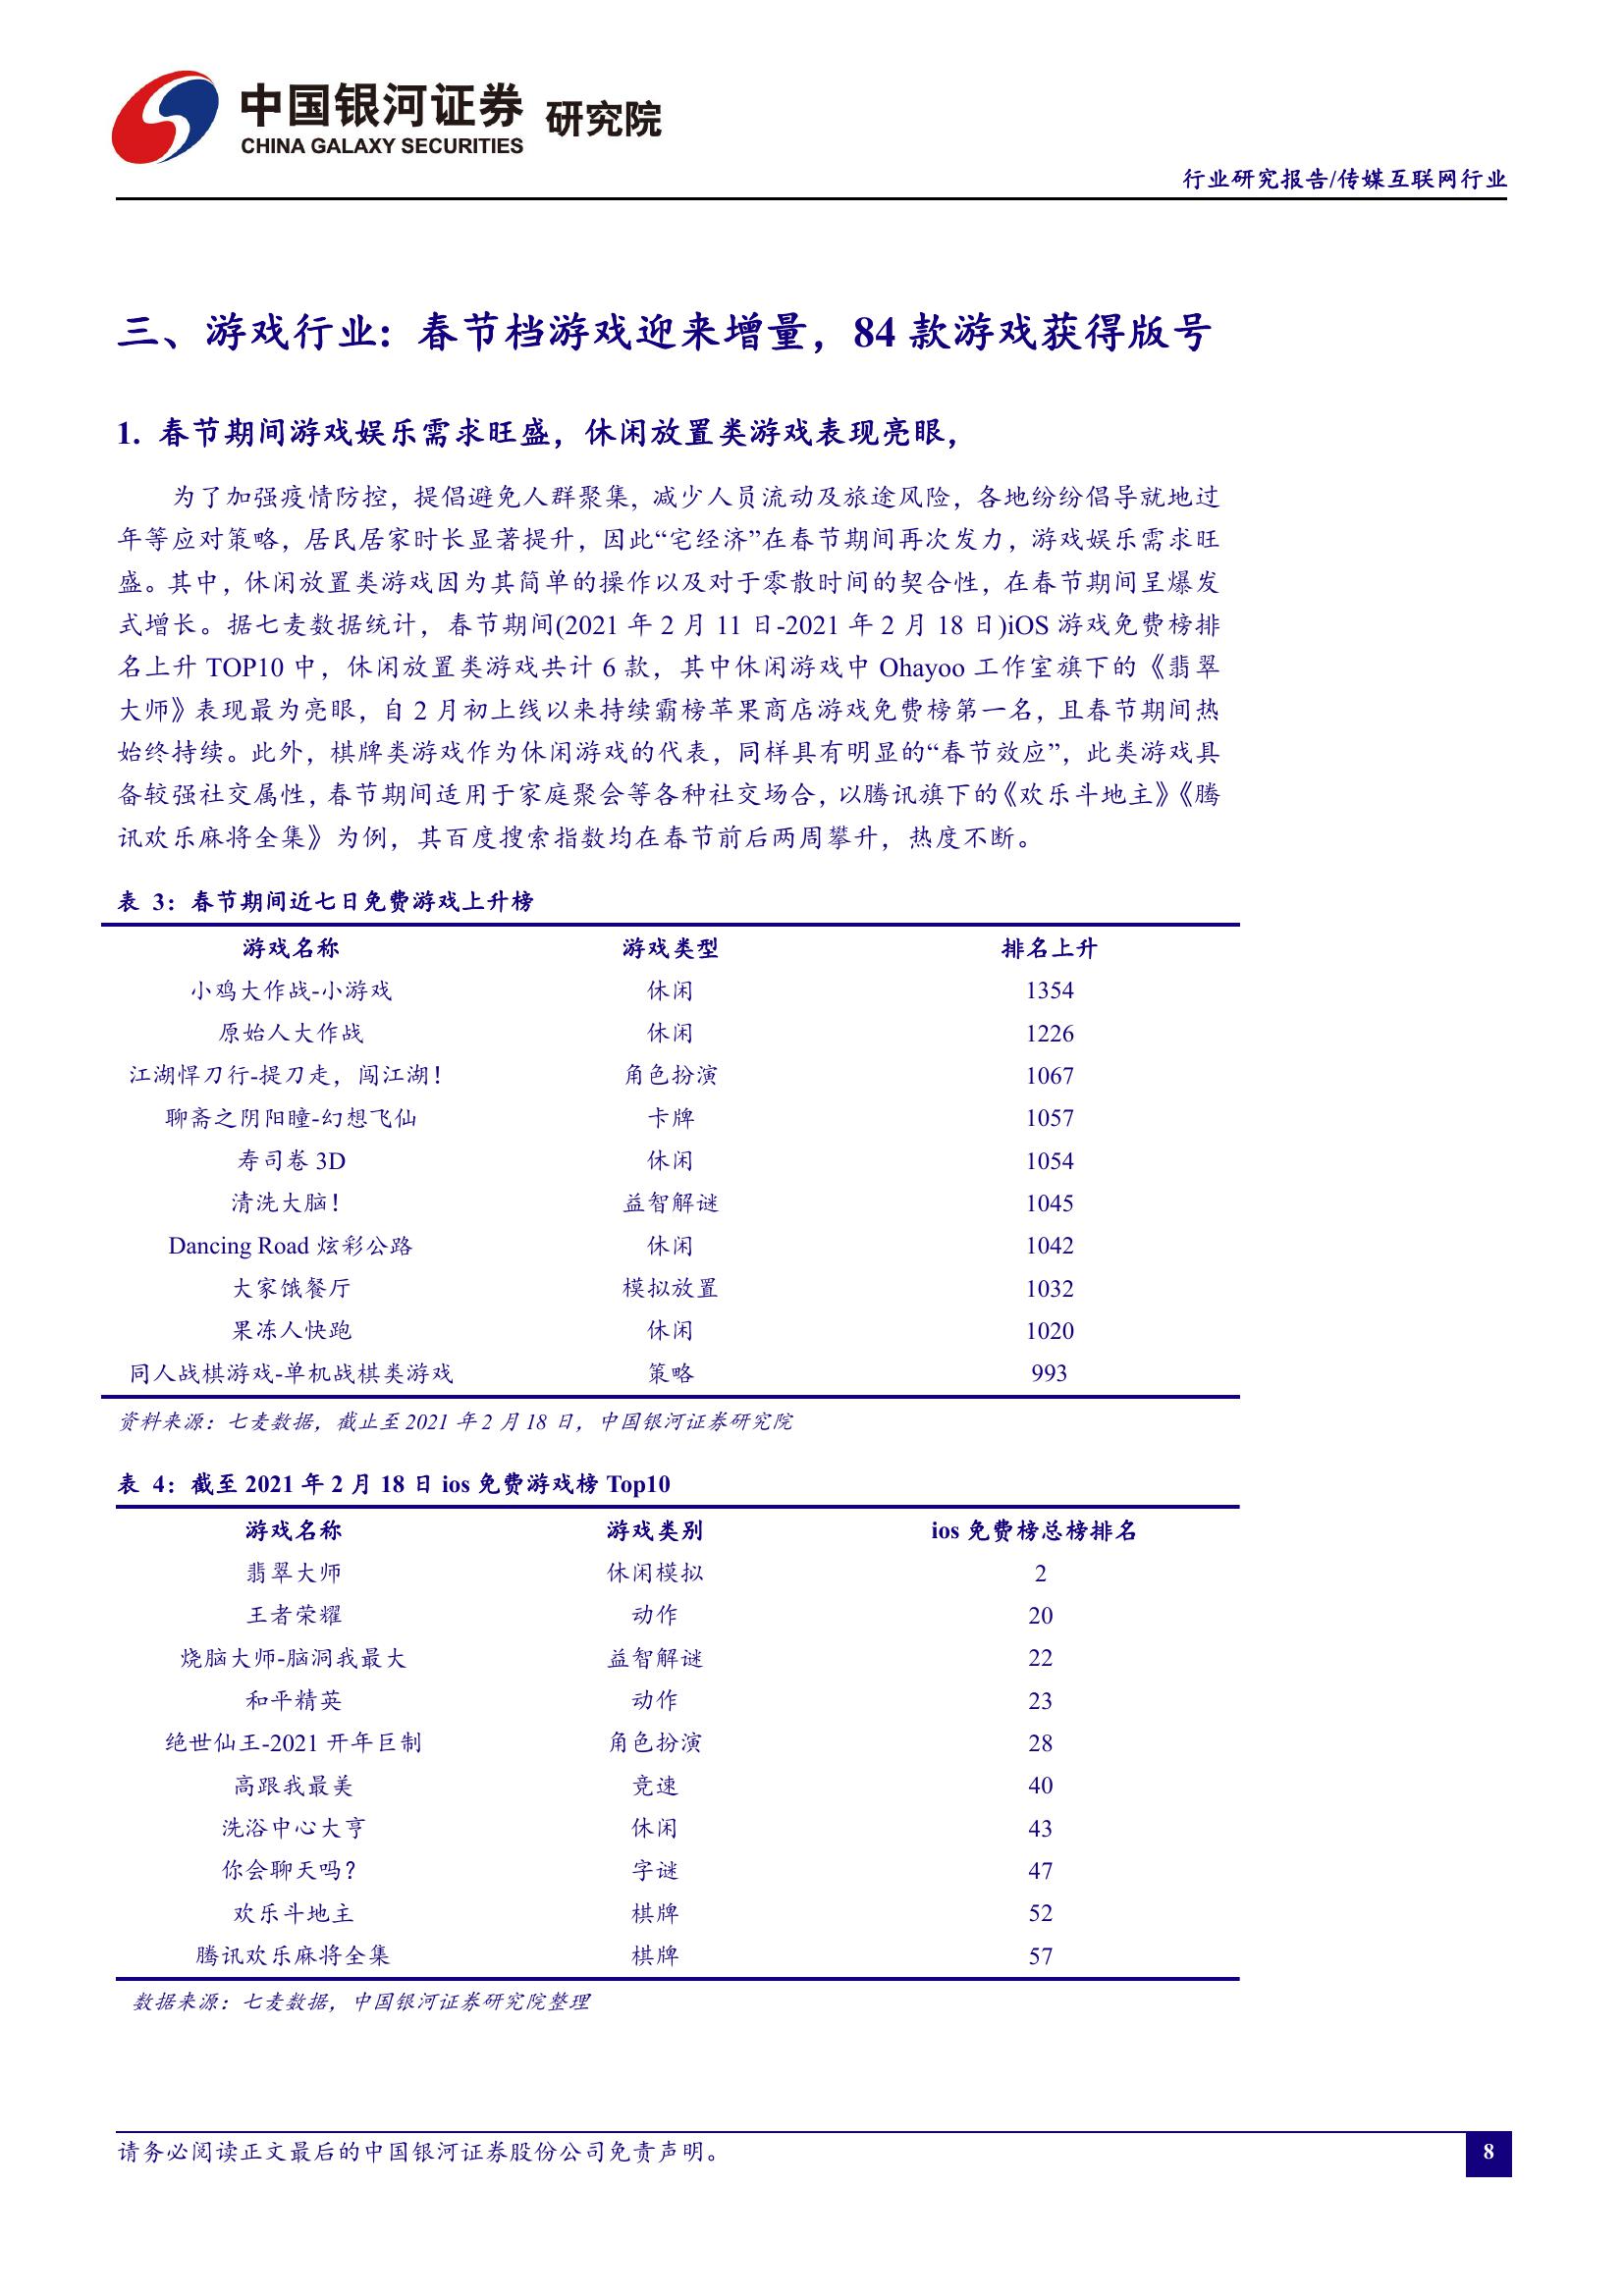 中国银河证券 研究院
CHINA GALAXY SECURITIES
行业研究报告/传媒互联网行业
三、游戏行业：春节档游戏迎来增量，84 款游戏获得版号
1. 春节期间游戏娱乐需求旺盛，休闲放置类游戏表现亮眼，
为了加强疫情防控，提倡避免人群聚集，减少人员流动及旅途风险，各地纷纷倡导就地过
年等应对策略，居民居家时长显著提升，因此“宅经济”在春节期间再次发力，游戏娱乐需求旺
盛。其中，休闲放置类游戏因为其简单的操作以及对于零散时间的契合性，在春节期间呈爆发
式增长。据七麦数据统计，春节期间(2021 年 2 月 11 日-2021 年 2 月 18 日)iOS 游戏免费榜排
名上升 TOP10 中，休闲放置类游戏共计 6 款，其中休闲游戏中 Ohayoo 工作室旗下的《翡翠
大师》表现最为亮眼，自 2 月初上线以来持续霸榜苹果商店游戏免费榜第一名，且春节期间热
始终持续。此外，棋牌类游戏作为休闲游戏的代表，同样具有明显的“春节效应”，此类游戏具
备较强社交属性，春节期间适用于家庭聚会等各种社交场合，以腾讯旗下的《欢乐斗地主》《腾
讯欢乐麻将全集》为例，其百度搜索指数均在春节前后两周攀升，热度不断。
表 3：春节期间近七日免费游戏上升榜
游戏名称 游戏类型 排名上升
小鸡大作战-小游戏 休闲 1354
原始人大作战 休闲 1226
江湖悍刀行-提刀走，闯江湖！ 角色扮演 1067
聊斋之阴阳瞳-幻想飞仙 卡牌 1057
寿司卷 3D 休闲 1054
清洗大脑！ 益智解谜 1045
Dancing Road 炫彩公路 休闲 1042
大家饿餐厅 模拟放置 1032
果冻人快跑 休闲 1020
同人战棋游戏-单机战棋类游戏 策略 993
资料来源：七麦数据，截止至 2021 年 2 月 18 日，中国银河证券研究院
表 4：截至 2021 年 2 月 18 日 ios 免费游戏榜 Top10
游戏名称 游戏类别 ios 免费榜总榜排名
翡翠大师 休闲模拟 2
王者荣耀 动作 20
烧脑大师-脑洞我最大 益智解谜 22
和平精英 动作 23
绝世仙王-2021 开年巨制 角色扮演 28
高跟我最美 竞速 40
洗浴中心大亨 休闲 43
你会聊天吗？ 字谜 47
欢乐斗地主 棋牌 52
腾讯欢乐麻将全集 棋牌 57
数据来源：七麦数据，中国银河证券研究院整理
请务必阅读正文最后的中国银河证券股份公司免责声明。
8